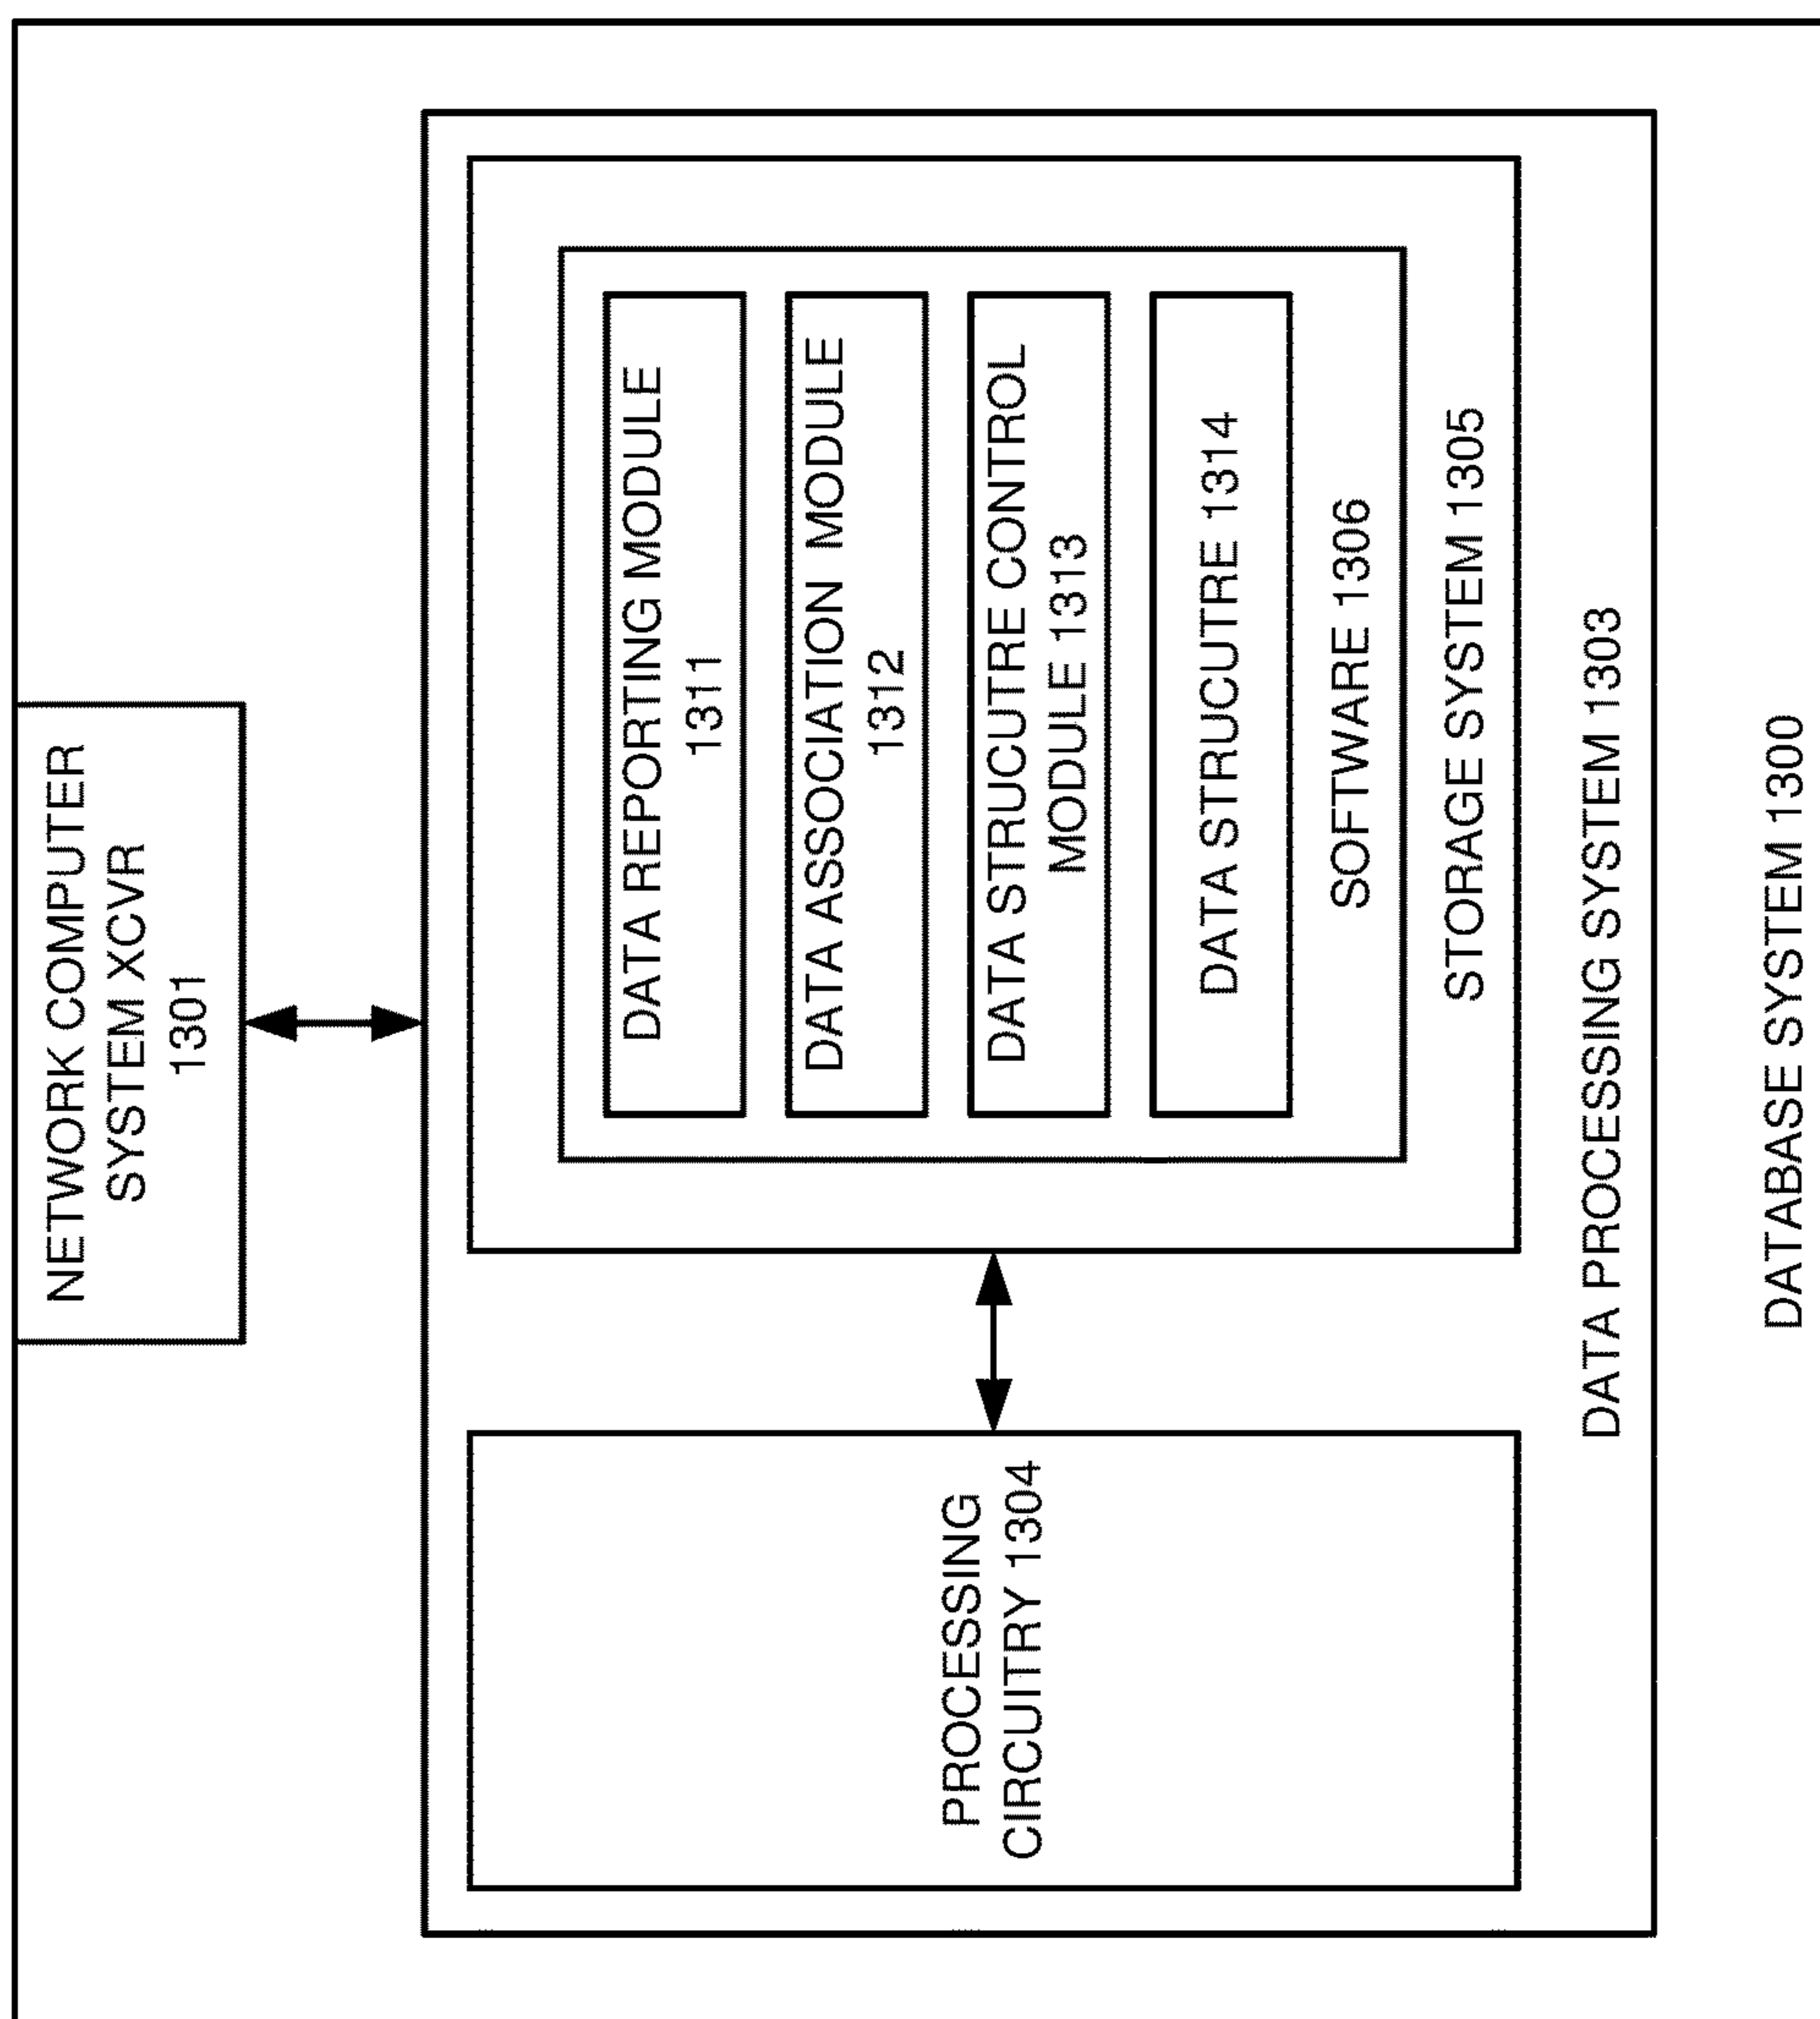 NETWORK COMPUTER
SYSTEM XCVR
1301
PROCESSING
CIRCUITRY 1304
DATA REPORTING MODULE
1311
DATA ASSOCIATION MODULE
1312
DATA STRUCUTRE CONTROL
MODULE 1313
DATA STRUCUTRE 1314
SOFTWARE 1306
STORAGE SYSTEM 1305
DATA PROCESSING SYSTEM 1303
DATABASE SYSTEM 1300